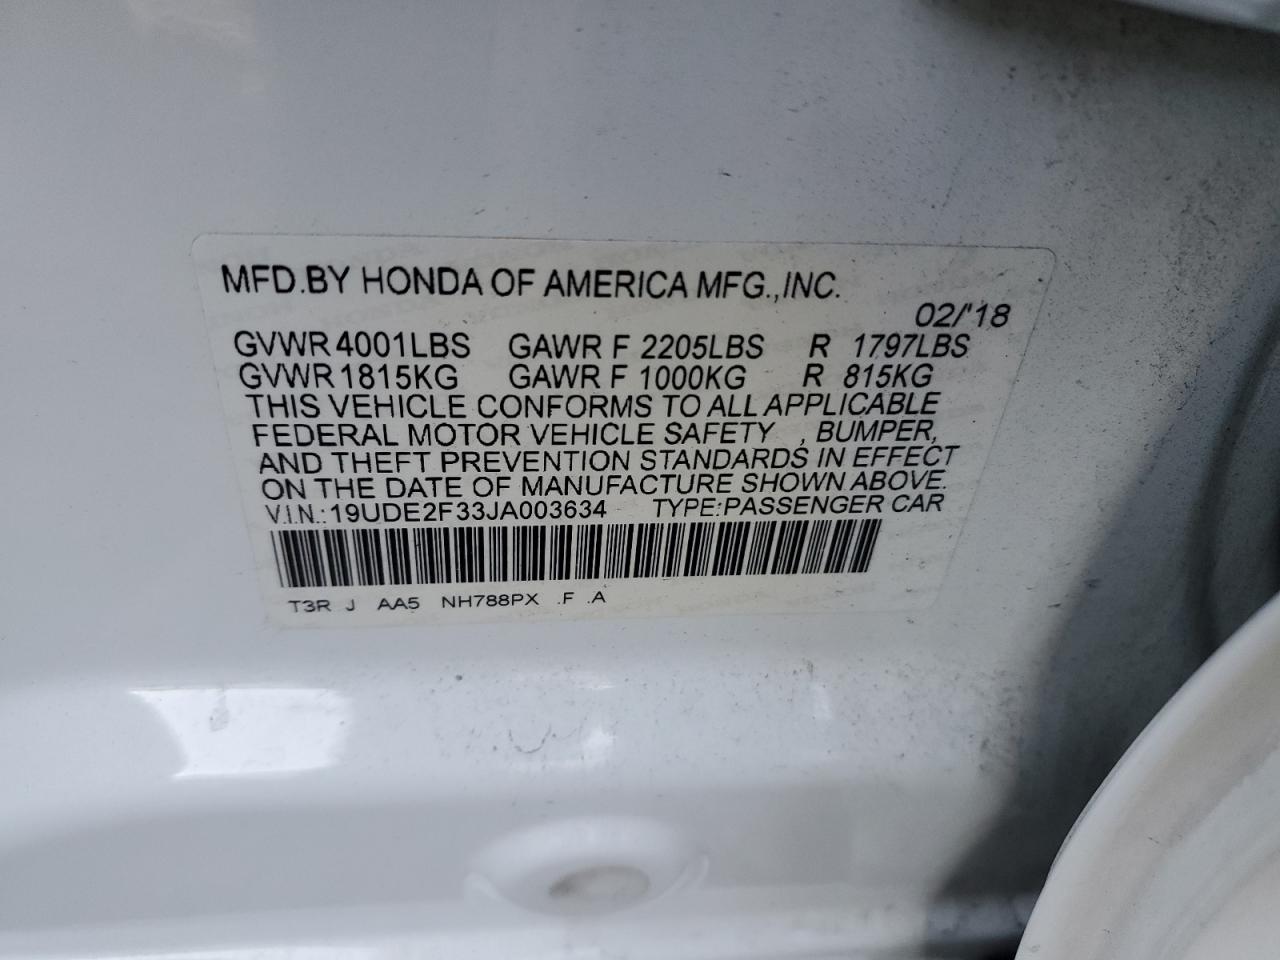 MFD.BY HONDA OF AMERICA MFG.,INC.
02/'18
GVWR 4001LBS GAWR F 2205LBS R 1797LBS
GVWR 1815KG GAWR F 1000KG R 815KG
THIS VEHICLE CONFORMS TO ALL APPLICABLE
FEDERAL MOTOR VEHICLE SAFETY , BUMPER,
AND THEFT PREVENTION STANDARDS IN EFFECT
ON THE DATE OF MANUFACTURE SHOWN ABOVE.
V.I.N.:19UDE2F33JA003634 TYPE:PASSENGER CAR
T3R J AA5 NH788PX .F .A